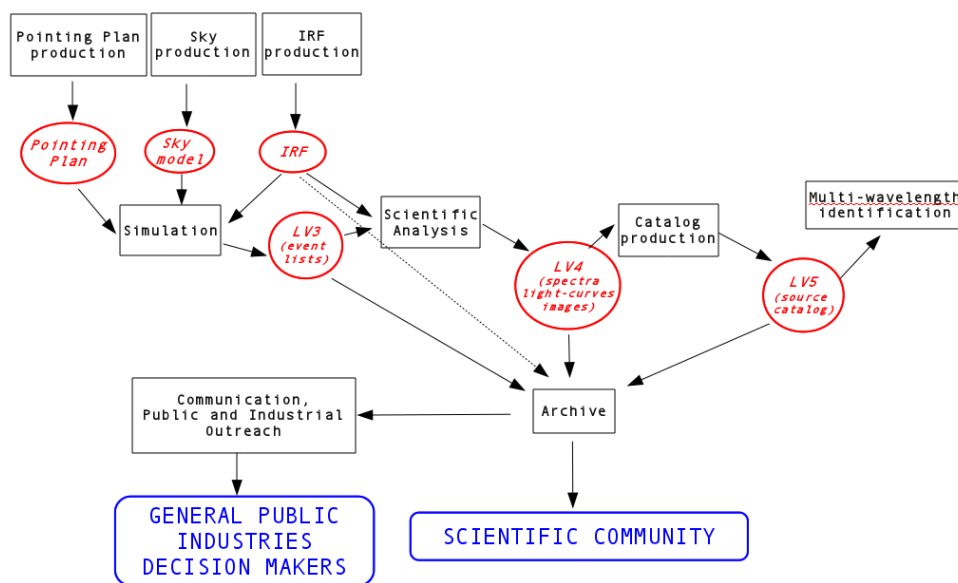 Pointing Plan
production
Sky
production
IRF
production
Pointing
Plan
Sky
model
IRF
Simulation
LV3
(event
lists)
Scientific
Analysis
LV4
(spectra
light-curves
images)
Catalog
production
LV5
(source
catalog)
Multi-wavelength
identification
Communication,
Public and Industrial
Outreach
Archive
GENERAL PUBLIC
INDUSTRIES
DECISION MAKERS
SCIENTIFIC COMMUNITY